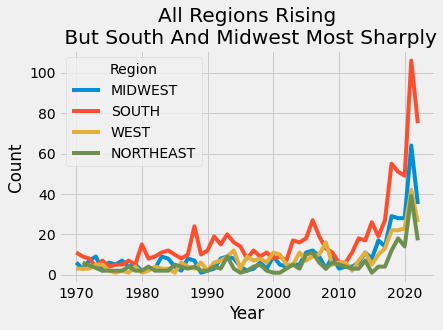 All Regions Rising
But South And Midwest Most Sharply
Region
MIDWEST
SOUTH
WEST
NORTHEAST
Count
100
80
60
40
20
0
1970 1980 1990 2000 2010 2020
Year